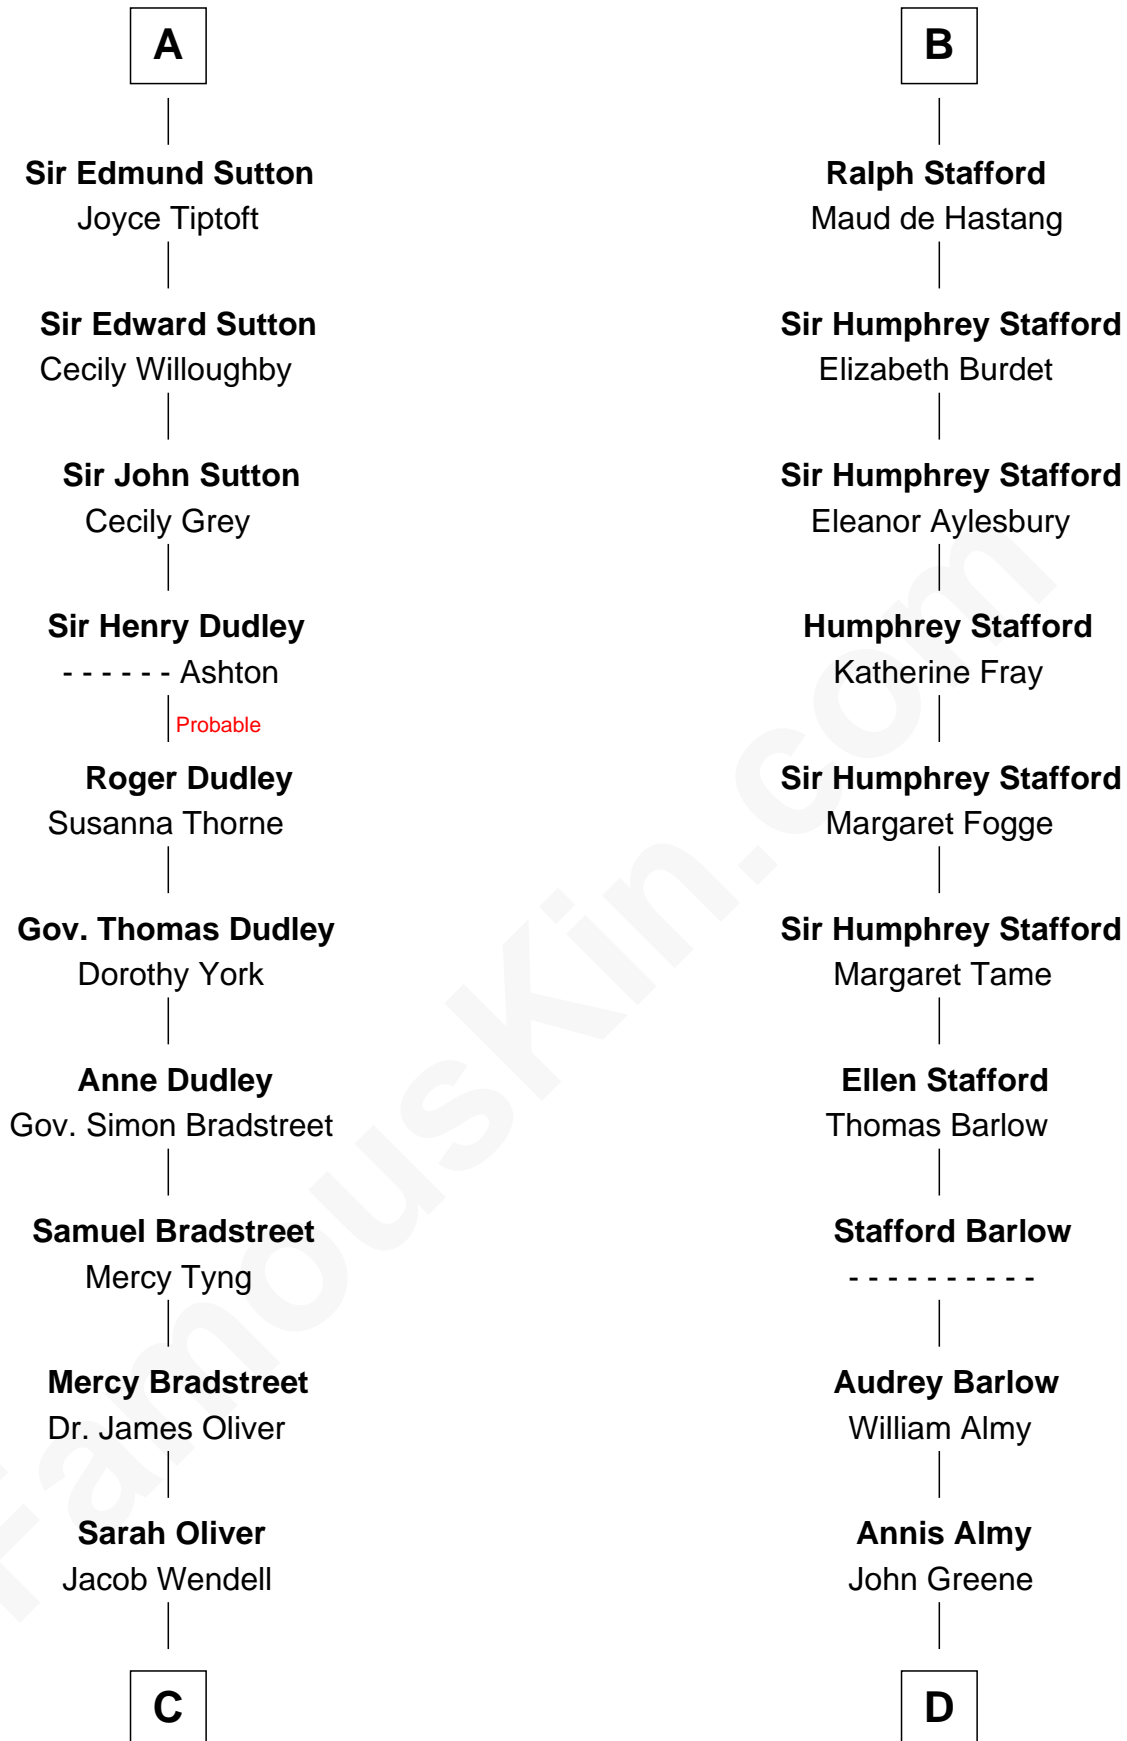 A
Sir Edmund Sutton
Joyce Tiptoft
Sir Edward Sutton
Cecily Willoughby
Sir John Sutton
Cecily Grey
Sir Henry Dudley
- - - - - - Ashton
Probable
Roger Dudley
Susanna Thorne
Gov. Thomas Dudley
Dorothy York
Anne Dudley
Gov. Simon Bradstreet
Samuel Bradstreet
Mercy Tyng
Mercy Bradstreet
Dr. James Oliver
Sarah Oliver
Jacob Wendell
C
B
Ralph Stafford
Maud de Hastang
Sir Humphrey Stafford
Elizabeth Burdet
Sir Humphrey Stafford
Eleanor Aylesbury
Humphrey Stafford
Katherine Fray
Sir Humphrey Stafford
Margaret Fogge
Sir Humphrey Stafford
Margaret Tame
Ellen Stafford
Thomas Barlow
Stafford Barlow
- - - - - - - - - -
Audrey Barlow
William Almy
Annis Almy
John Greene
D
FamousKin.com